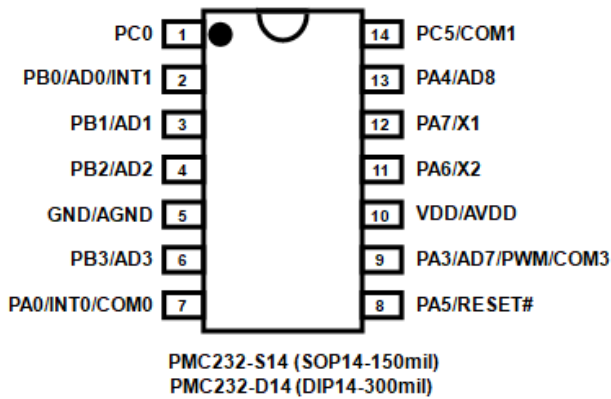 PC0 1 14 PC5/COM1
PB0/AD0/INT1 2 13 PA4/AD8
PB1/AD1 3 12 PA7/X1
PB2/AD2 4 11 PA6/X2
GND/AGND 5 10 VDD/AVDD
PB3/AD3 6 9 PA3/AD7/PWM/COM3
PA0/INT0/COM0 7 8 PA5/RESET#
PMC232-S14 (SOP14-150mil)
PMC232-D14 (DIP14-300mil)